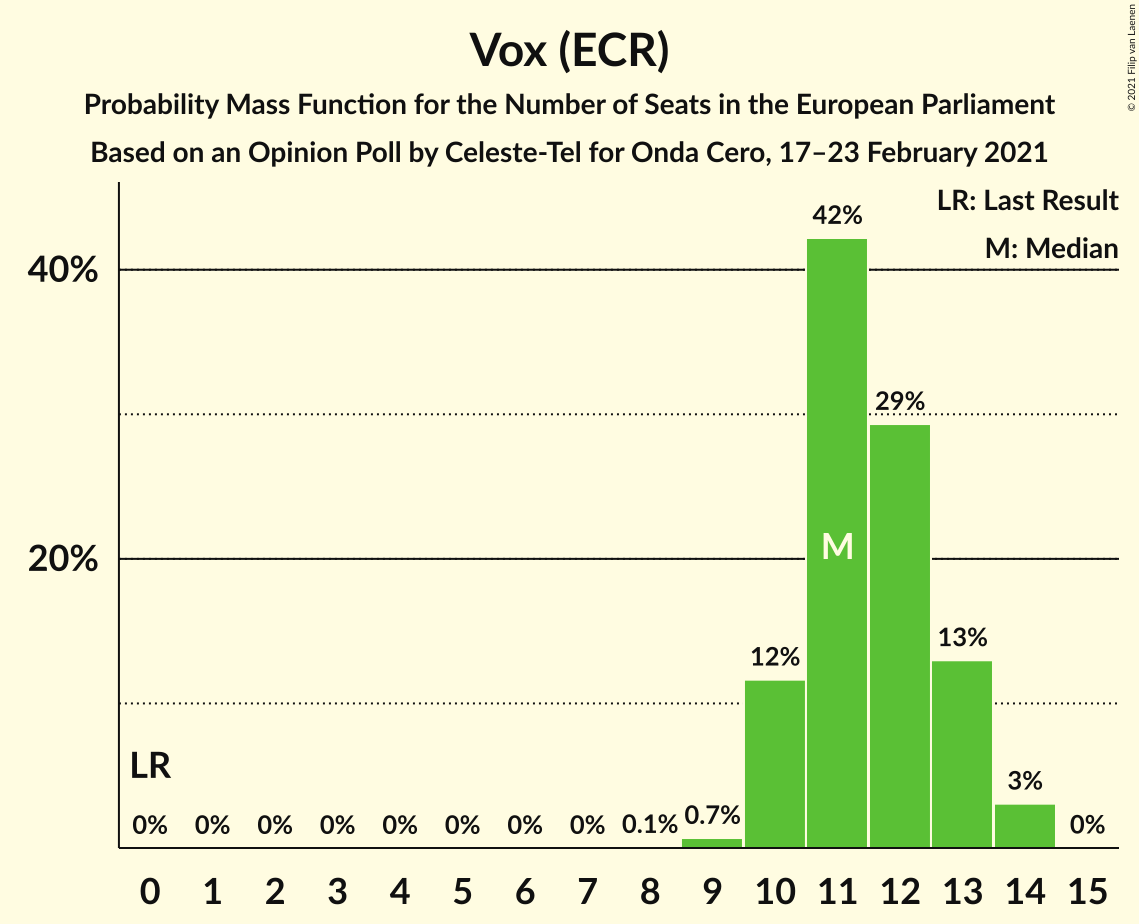 Vox (ECR)
Probability Mass Function for the Number of Seats in the European Parliament
Based on an Opinion Poll by Celeste-Tel for Onda Cero, 17–23 February 2021
© 2021 Filip van Laenen
LR: Last Result
M: Median
40%
20%
42%
29%
M
13%
12%
3%
LR
0% 0% 0% 0% 0% 0% 0% 0% 0.1% 0.7% 0%
0 1 2 3 4 5 6 7 8 9 10 11 12 13 14 15